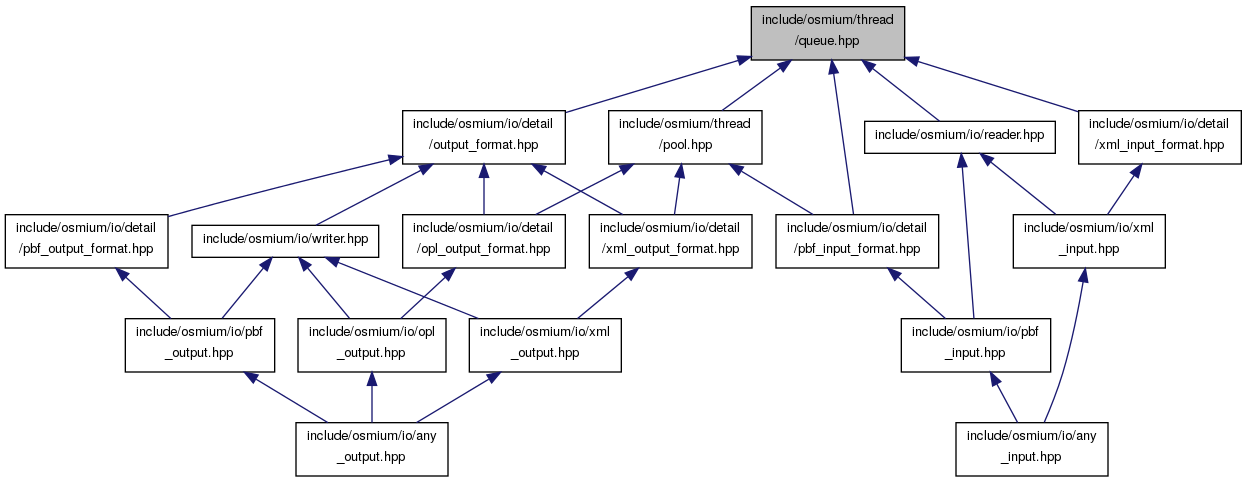 include/osmium/thread
/queue.hpp
include/osmium/io/detail
/output_format.hpp
include/osmium/thread
/pool.hpp
include/osmium/io/reader.hpp
include/osmium/io/detail
/xml_input_format.hpp
include/osmium/io/detail
/pbf_output_format.hpp
include/osmium/io/writer.hpp
include/osmium/io/detail
/opl_output_format.hpp
include/osmium/io/detail
/xml_output_format.hpp
include/osmium/io/detail
/pbf_input_format.hpp
include/osmium/io/xml
_input.hpp
include/osmium/io/pbf
_output.hpp
include/osmium/io/opl
_output.hpp
include/osmium/io/xml
_output.hpp
include/osmium/io/pbf
_input.hpp
include/osmium/io/any
_output.hpp
include/osmium/io/any
_input.hpp